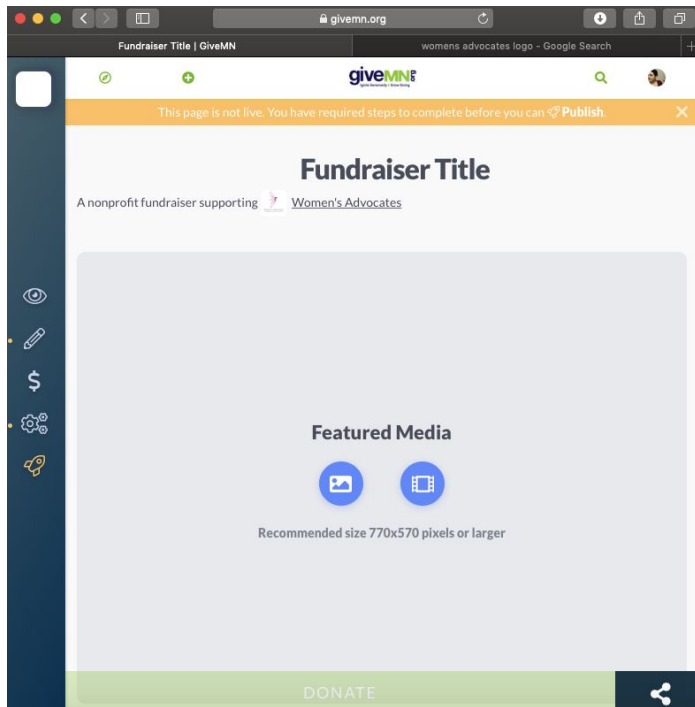 givemn.org
Fundraiser Title | GiveMN
womens advocates logo - Google Search
giveMN.org
This page is not live. You have required steps to complete before you can Publish.
Fundraiser Title
A nonprofit fundraiser supporting Women's Advocates
Featured Media
Recommended size 770x570 pixels or larger
DONATE